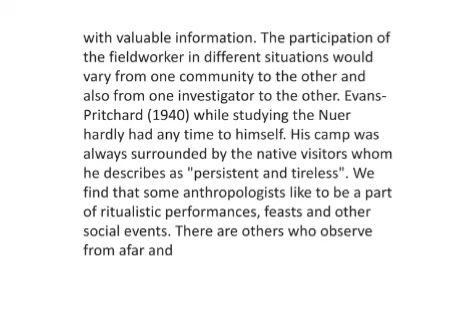 with valuable information. The participation of
the fieldworker in different situations would
vary from one community to the other and
also from one investigator to the other. Evans-
Pritchard (1940) while studying the Nuer
hardly had any time to himself. His camp was
always surrounded by the native visitors whom
he describes as "persistent and tireless". We
find that some anthropologists like to be a part
of ritualistic performances, feasts and other
social events. There are others who observe
from afar and